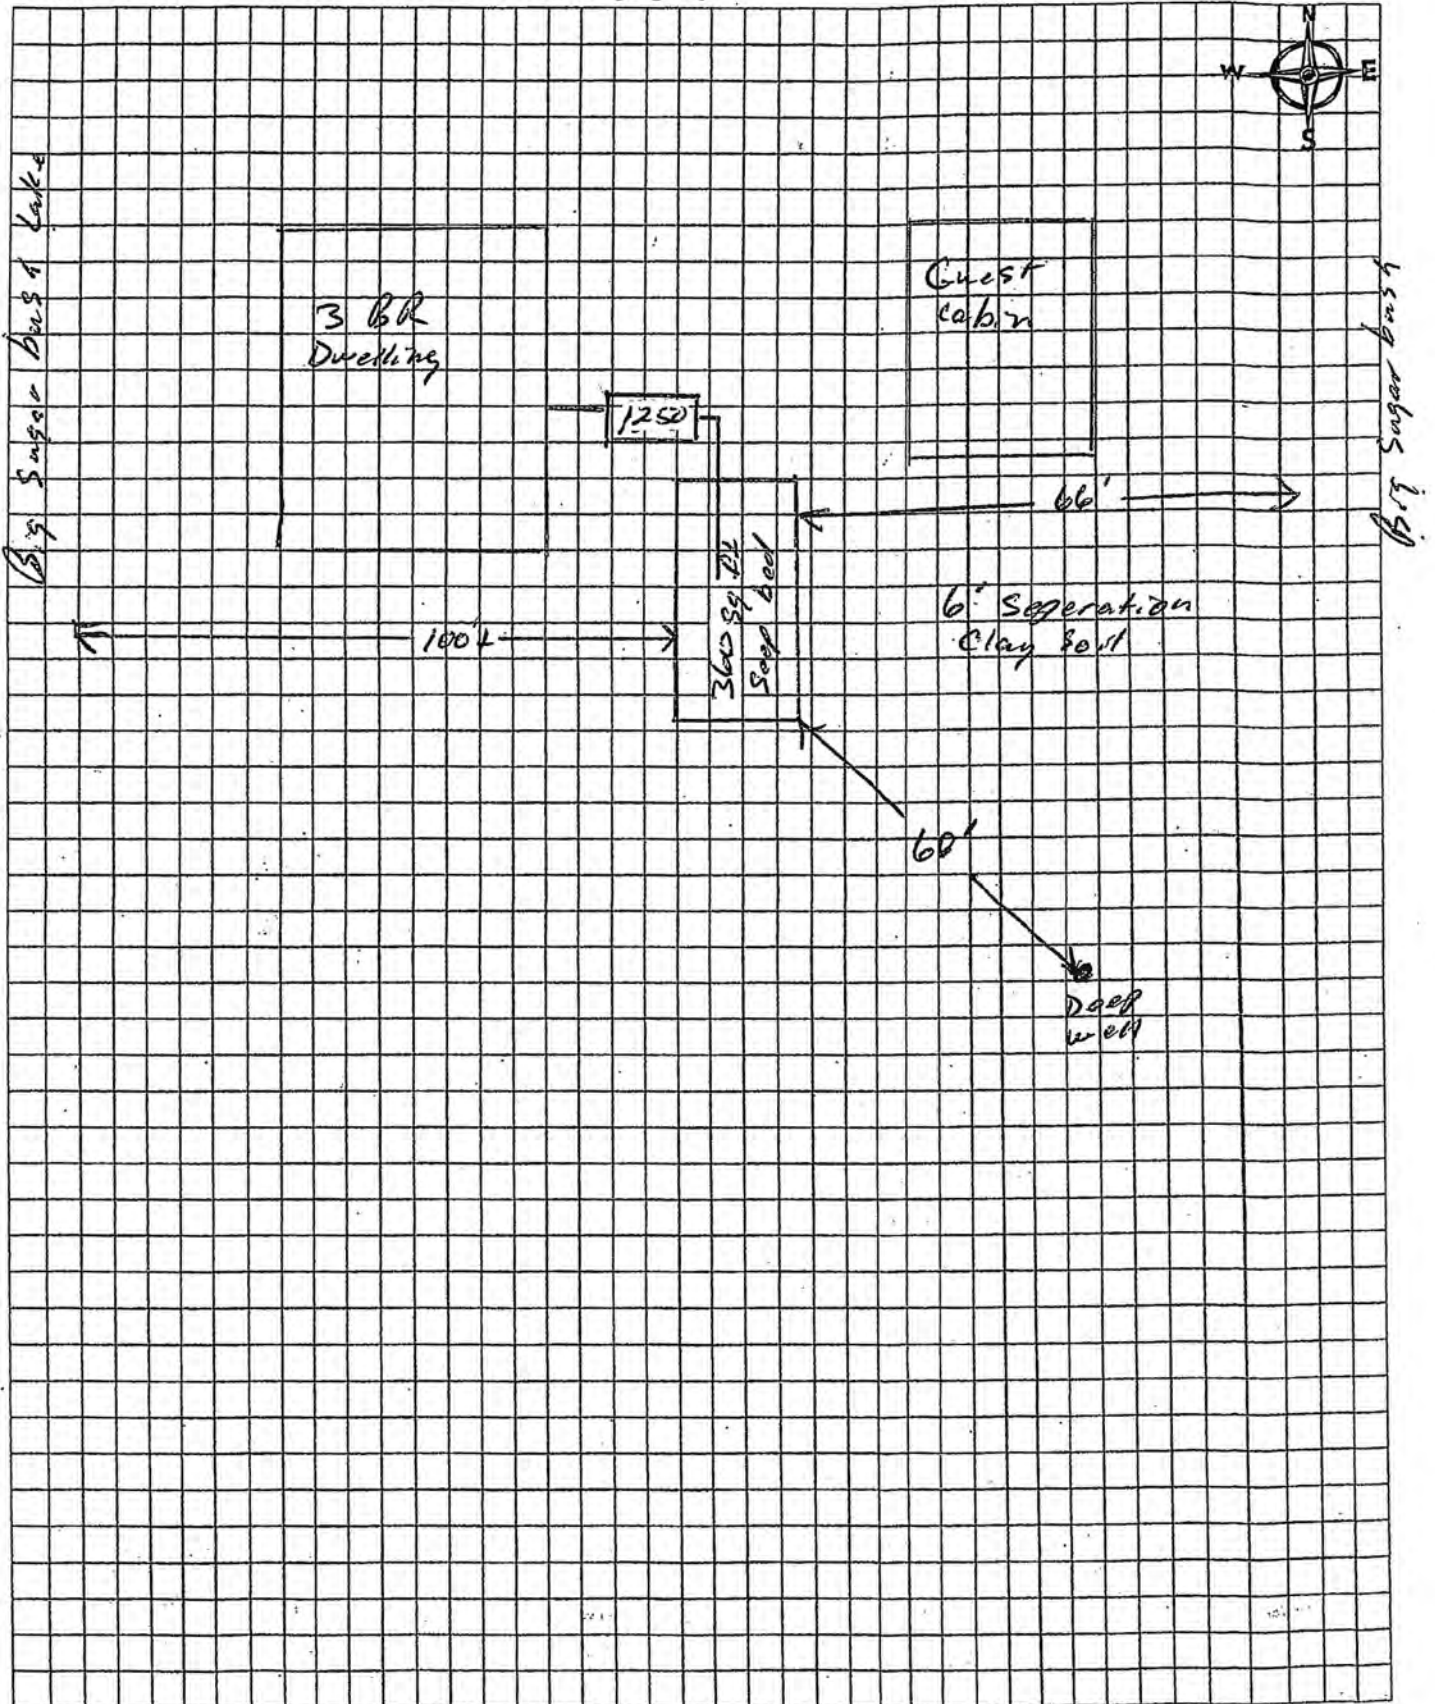 N
W E
S
Big Sugar bush Lake
3 BR
Dwelling
Guest
cabin
Big Sugar bush
1250
66'
360 sq ft
Seep bed
6' Seperation
Clay Soil
100'±
60'
Deep
well